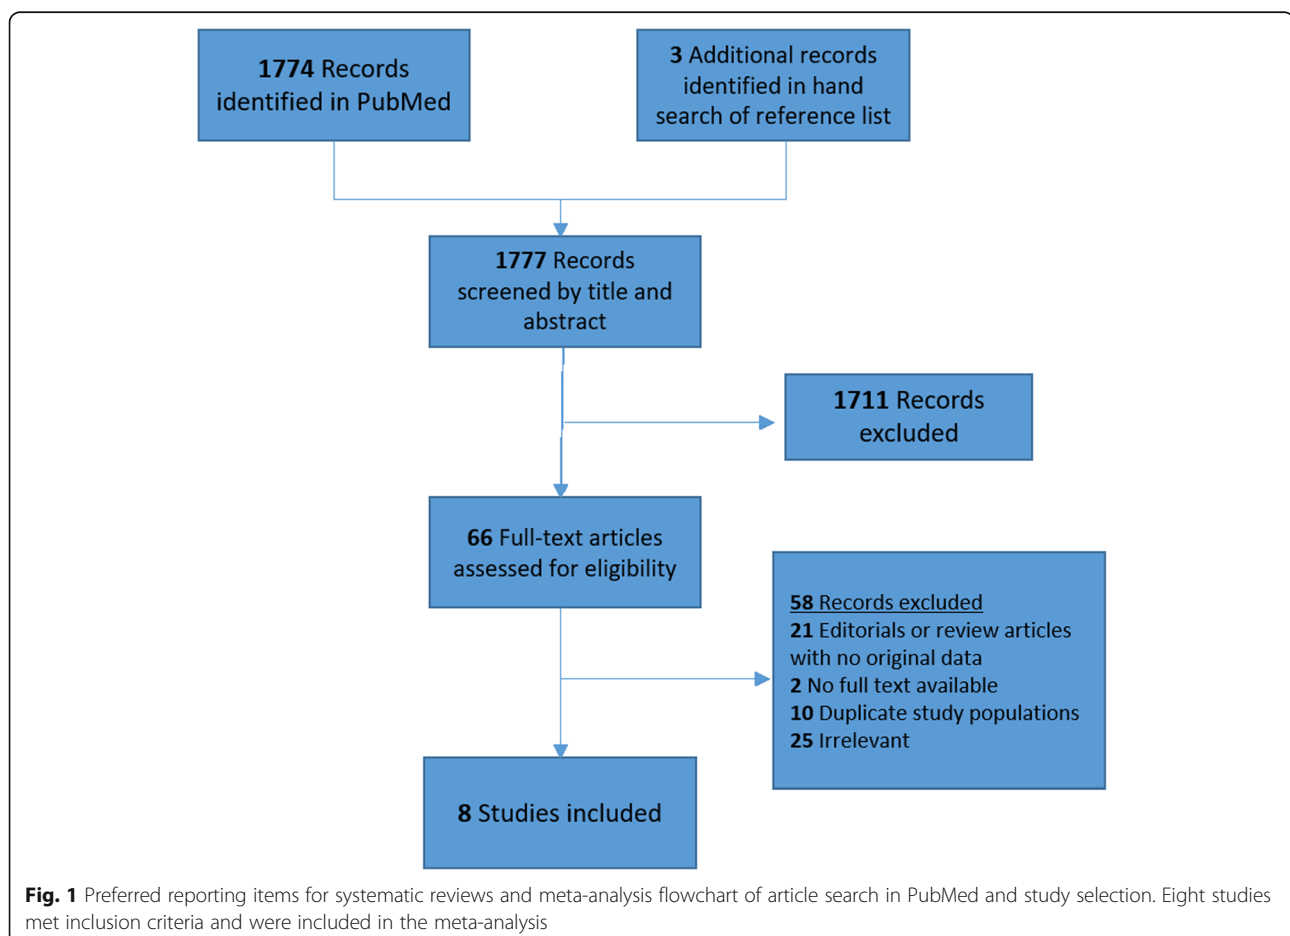 1774 Records
identified in PubMed
3 Additional records
identified in hand
search of reference list
1777 Records
screened by title and
abstract
1711 Records
excluded
66 Full-text articles
assessed for eligibility
58 Records excluded
21 Editorials or review articles
with no original data
2 No full text available
10 Duplicate study populations
25 Irrelevant
8 Studies included
Fig. 1 Preferred reporting items for systematic reviews and meta-analysis flowchart of article search in PubMed and study selection. Eight studies
met inclusion criteria and were included in the meta-analysis